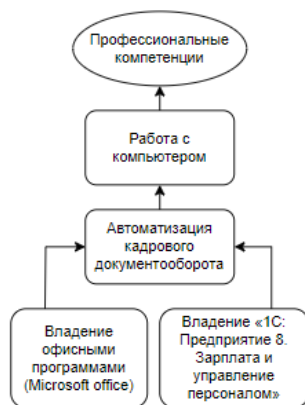 Профессиональные
компетенции
Работа с
компьютером
Автоматизация
кадрового
документооборота
Владение
офисными
программами
(Microsoft office)
Владение «1С:
Предприятие 8.
Зарплата и
управление
персоналом»